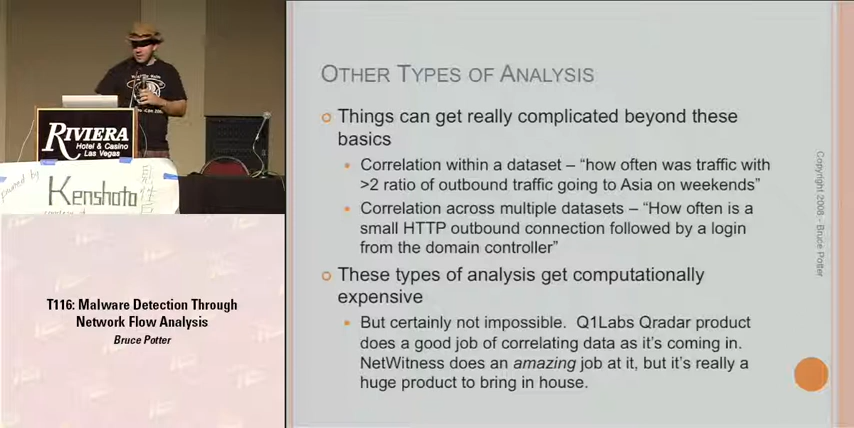 RIVIERA
Hotel & Casino
Las Vegas
Kenshoto
T116: Malware Detection Through
Network Flow Analysis
Bruce Potter
OTHER TYPES OF ANALYSIS
Things can get really complicated beyond these
basics
Correlation within a dataset – “how often was traffic with
>2 ratio of outbound traffic going to Asia on weekends”
Correlation across multiple datasets – “How often is a
small HTTP outbound connection followed by a login
from the domain controller”
These types of analysis get computationally
expensive
But certainly not impossible.  Q1Labs Qradar product
does a good job of correlating data as it’s coming in.
NetWitness does an amazing job at it, but it’s really a
huge product to bring in house.
Copyright 2008 - Bruce Potter